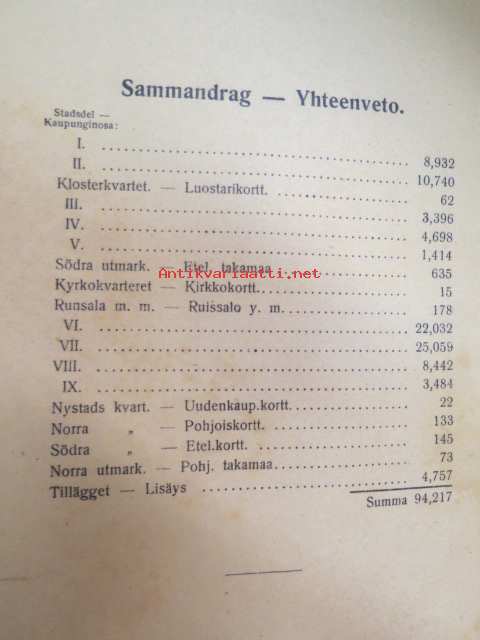 Sammandrag — Yhteenveto.
Stadsdel —
Kaupunginosa:
I. 8,932
II. 10,740
Klosterkvartet. — Luostarikortt. 62
III. 3,396
IV. 4,698
V. 1,414
Södra utmark. — Etel. takamaa 635
Antikvariaatti.net
Kyrkokvarteret — Kirkkokortt. 15
Runsala m. m. — Ruissalo y. m. 178
VI. 22,032
VII. 25,059
VIII. 8,442
IX. 3,484
Nystads kvart. — Uudenkaup.kortt. 22
Norra „ — Pohjoiskortt. 133
Södra „ — Etel.kortt. 145
Norra utmark. — Pohj. takamaa 73
Tillägget — Lisäys 4,757
Summa 94,217